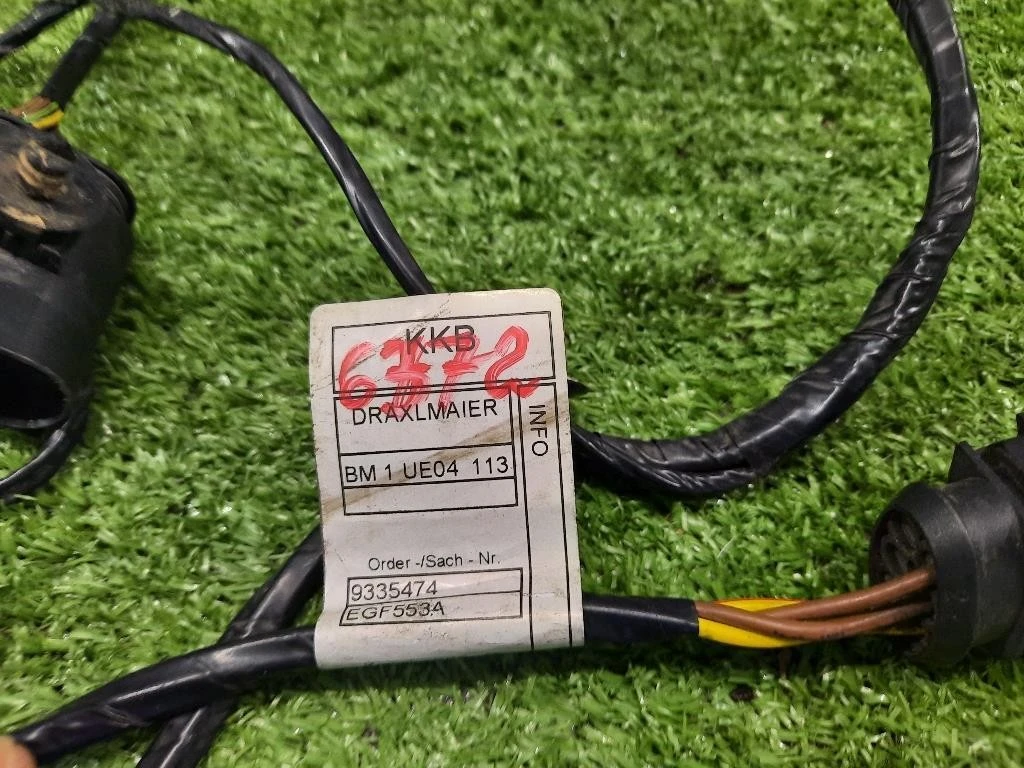 KKB
6372
DRAXLMAIER
INFO
BM 1 UE04 113
Order -/Sach - Nr.
9335474
EGF553A